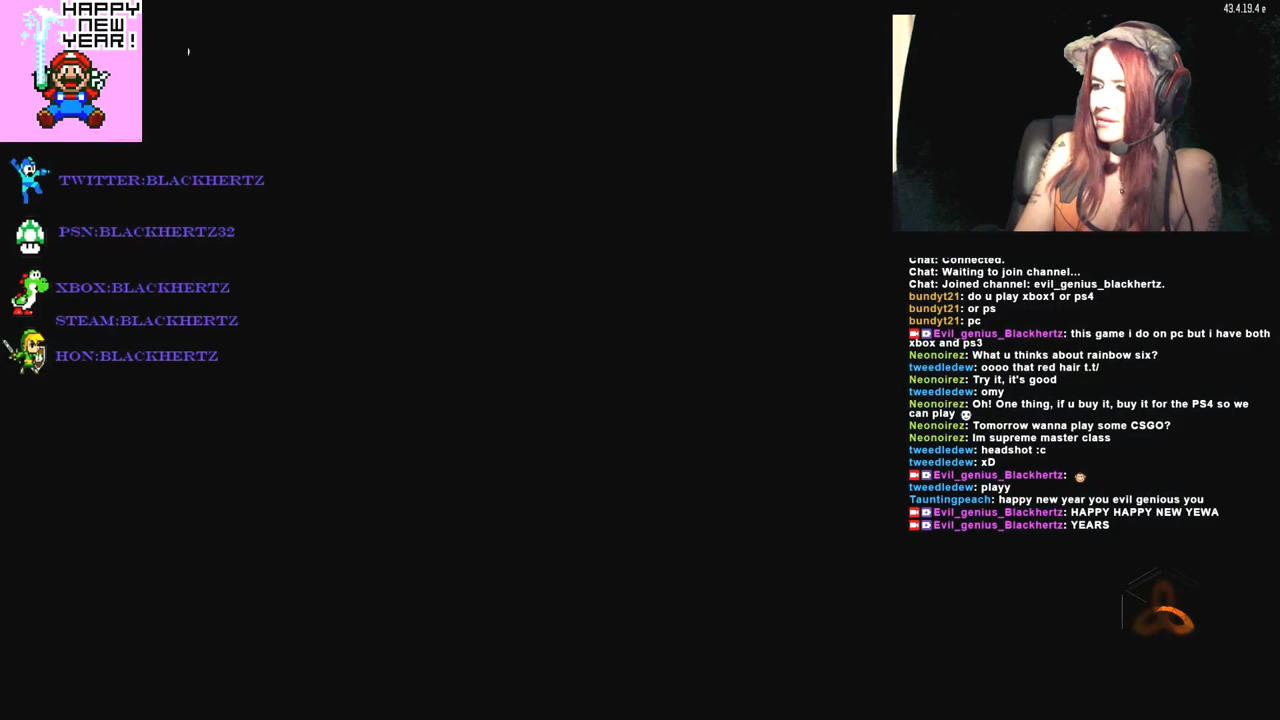 HAPPY
NEW
YEAR!
43.4.19.4 e
TWITTER:BLACKHERTZ
PSN:BLACKHERTZ32
XBOX:BLACKHERTZ
STEAM:BLACKHERTZ
HON:BLACKHERTZ
Chat: Connected.
Chat: Waiting to join channel...
Chat: Joined channel: evil_genius_blackhertz.
bundyt21: do u play xbox1 or ps4
bundyt21: or ps
bundyt21: pc
Evil_genius_Blackhertz: this game i do on pc but i have both
xbox and ps3
Neonoirez: What u thinks about rainbow six?
tweedledew: oooo that red hair t.t/
Neonoirez: Try it, it's good
tweedledew: omy
Neonoirez: Oh! One thing, if u buy it, buy it for the PS4 so we
can play
Neonoirez: Tomorrow wanna play some CSGO?
Neonoirez: Im supreme master class
tweedledew: headshot :c
tweedledew: xD
Evil_genius_Blackhertz:
tweedledew: playy
Tauntingpeach: happy new year you evil genious you
Evil_genius_Blackhertz: HAPPY HAPPY NEW YEWA
Evil_genius_Blackhertz: YEARS